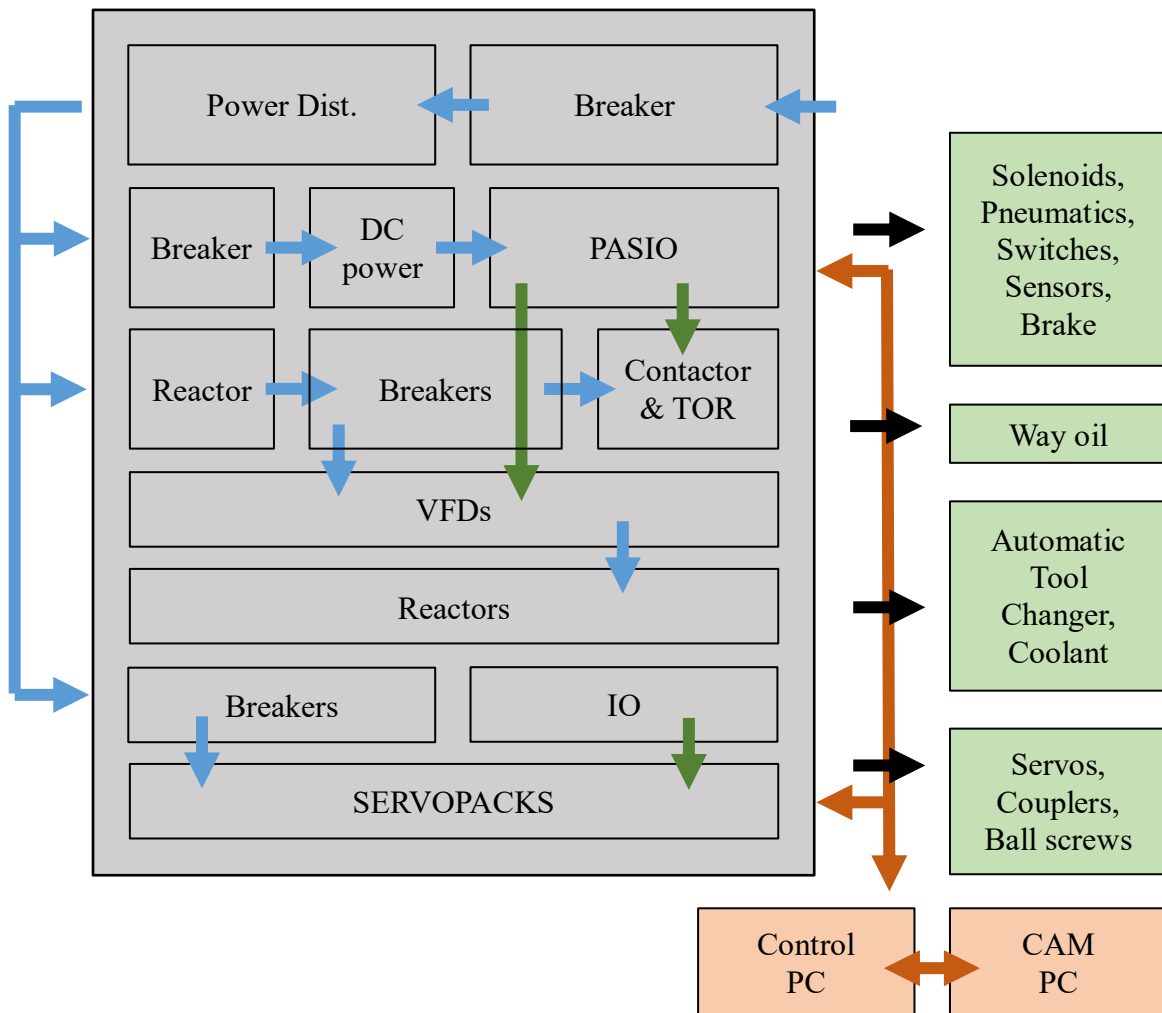 Power Dist.
Breaker
Breaker
DC
power
PASIO
Reactor
Breakers
Contactor
& TOR
VFDs
Reactors
Breakers
IO
SERVOPACKS
Solenoids,
Pneumatics,
Switches,
Sensors,
Brake
Way oil
Automatic
Tool
Changer,
Coolant
Servos,
Couplers,
Ball screws
Control
PC
CAM
PC